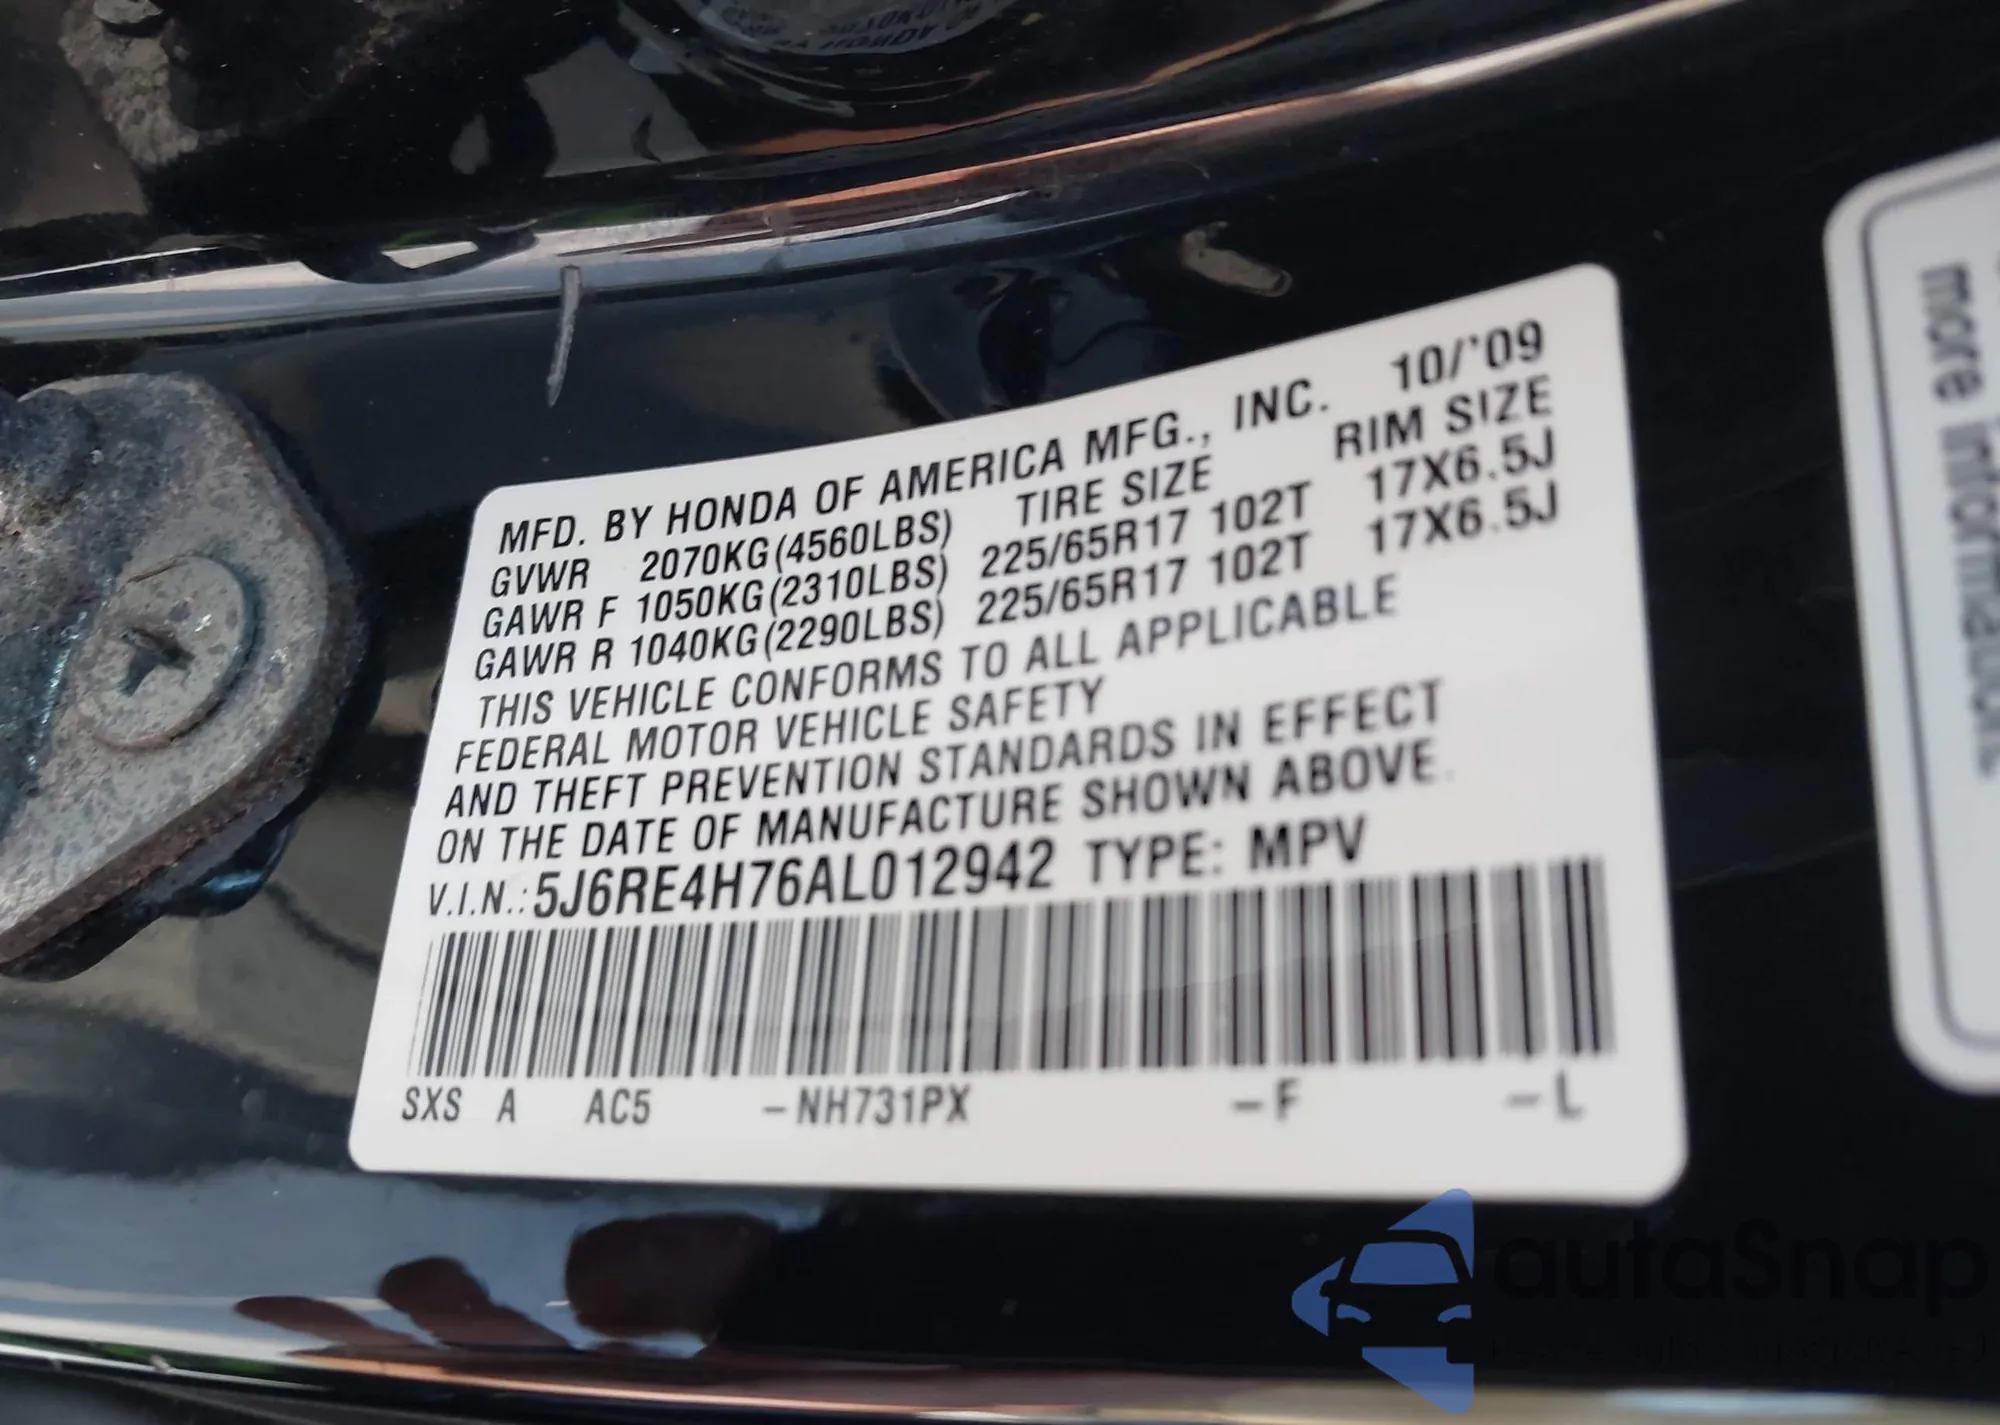 MFD. BY HONDA OF AMERICA MFG., INC. 10/'09
GVWR 2070KG(4560LBS) TIRE SIZE RIM SIZE
GAWR F 1050KG(2310LBS) 225/65R17 102T 17X6.5J
GAWR R 1040KG(2290LBS) 225/65R17 102T 17X6.5J
THIS VEHICLE CONFORMS TO ALL APPLICABLE
FEDERAL MOTOR VEHICLE SAFETY
AND THEFT PREVENTION STANDARDS IN EFFECT
ON THE DATE OF MANUFACTURE SHOWN ABOVE.
V.I.N.: 5J6RE4H76AL012942 TYPE: MPV
SXS A AC5 -NH731PX -F -L
more information.
autaSnap